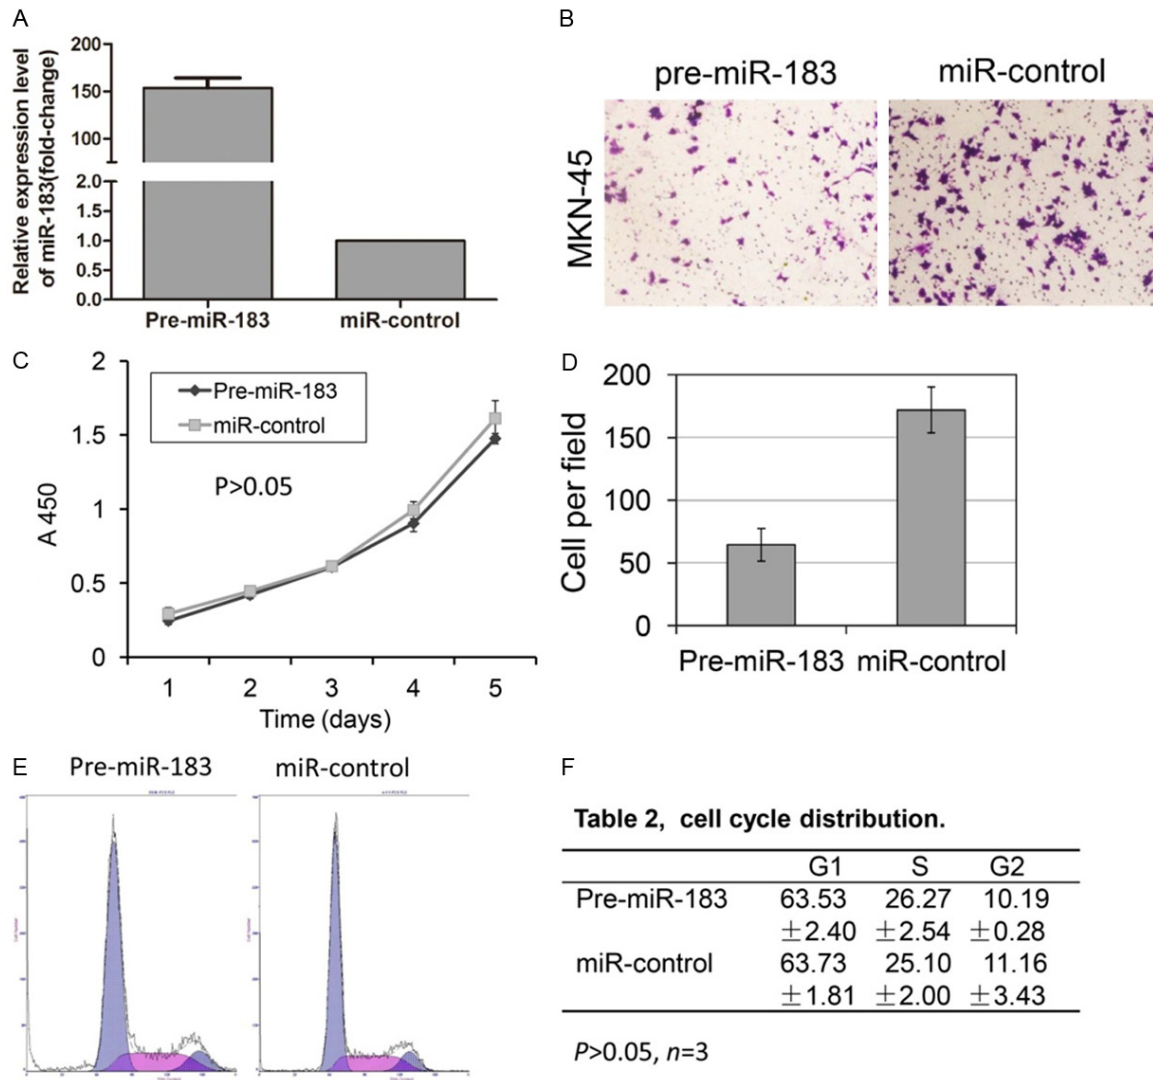 A
Relative expression level
of miR-183(fold-change)
200
150
100
2.0
1.5
1.0
0.5
0.0
Pre-miR-183 miR-control
B
pre-miR-183 miR-control
MKN-45
C
2
1.5
1
0.5
0
A 450
Pre-miR-183
miR-control
P>0.05
1 2 3 4 5
Time (days)
D
200
150
100
50
0
Cell per field
Pre-miR-183 miR-control
E
Pre-miR-183 miR-control
F
Table 2, cell cycle distribution.
G1 S G2
Pre-miR-183 63.53 26.27 10.19
±2.40 ±2.54 ±0.28
miR-control 63.73 25.10 11.16
±1.81 ±2.00 ±3.43
P>0.05, n=3